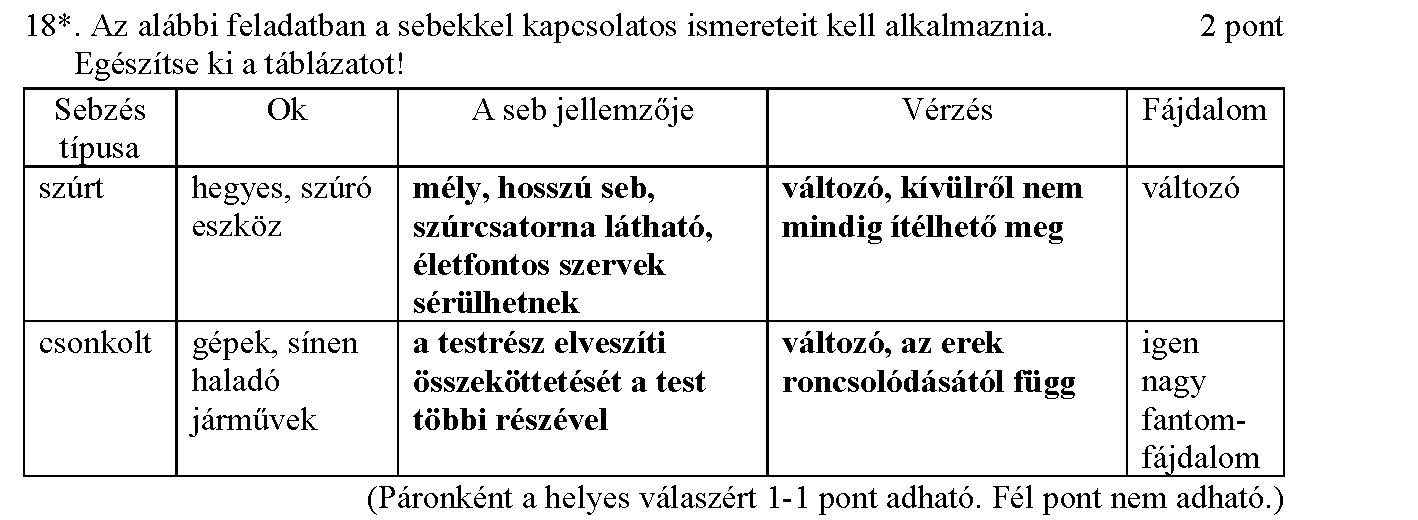 18*. Az alábbi feladatban a sebekkel kapcsolatos ismereteit kell alkalmaznia. 2 pont
Egészítse ki a táblázatot!
Sebzés típusa Ok A seb jellemzője Vérzés Fájdalom
szúrt
hegyes, szúró
eszköz
mély, hosszú seb,
szúrcsatorna látható,
életfontos szervek
sérülhetnek
változó, kívülről nem
mindig ítélhető meg
változó
csonkolt
gépek, sínen
haladó
járművek
a testrész elveszíti
összeköttetését a test
többi részével
változó, az erek
roncsolódásától függ
igen
nagy
fantom-
fájdalom
(Páronként a helyes válaszért 1-1 pont adható. Fél pont nem adható.)